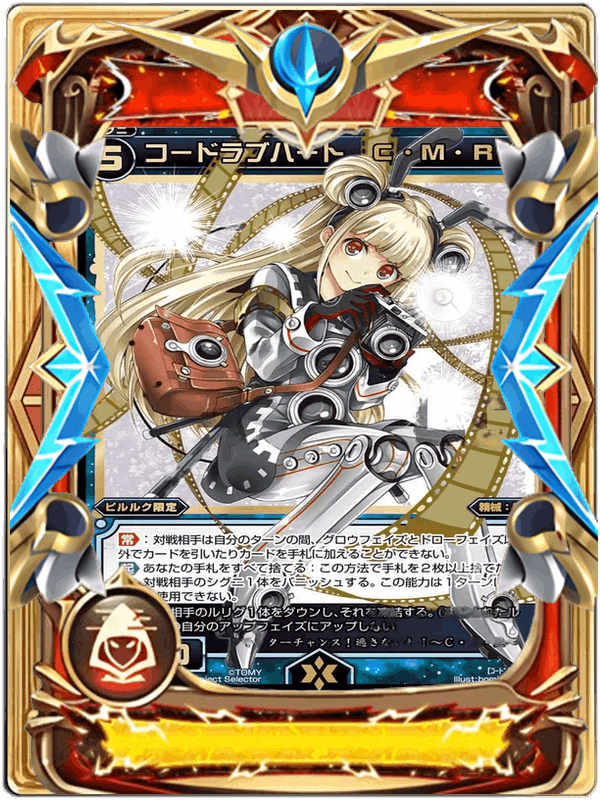 シグニ
5 コードラブハート C・M・R
ピルルク限定
精械:
常:対戦相手は自分のターンの間、グロウフェイズとドローフェイズ以
外でカードを引いたりカードを手札に加えることができない。
あなたの手札をすべて捨てる:この方法で手札を2枚以上捨てた
対戦相手のシグニ1体をバニッシュする。この能力は1ターンに
使用できない。
相手のルリグ1体をダウンし、それを
の自分のアップフェイズにアップしない
ターチャンス!逃さな
~C・
©TOMY
lect Selector
Illust:bomi